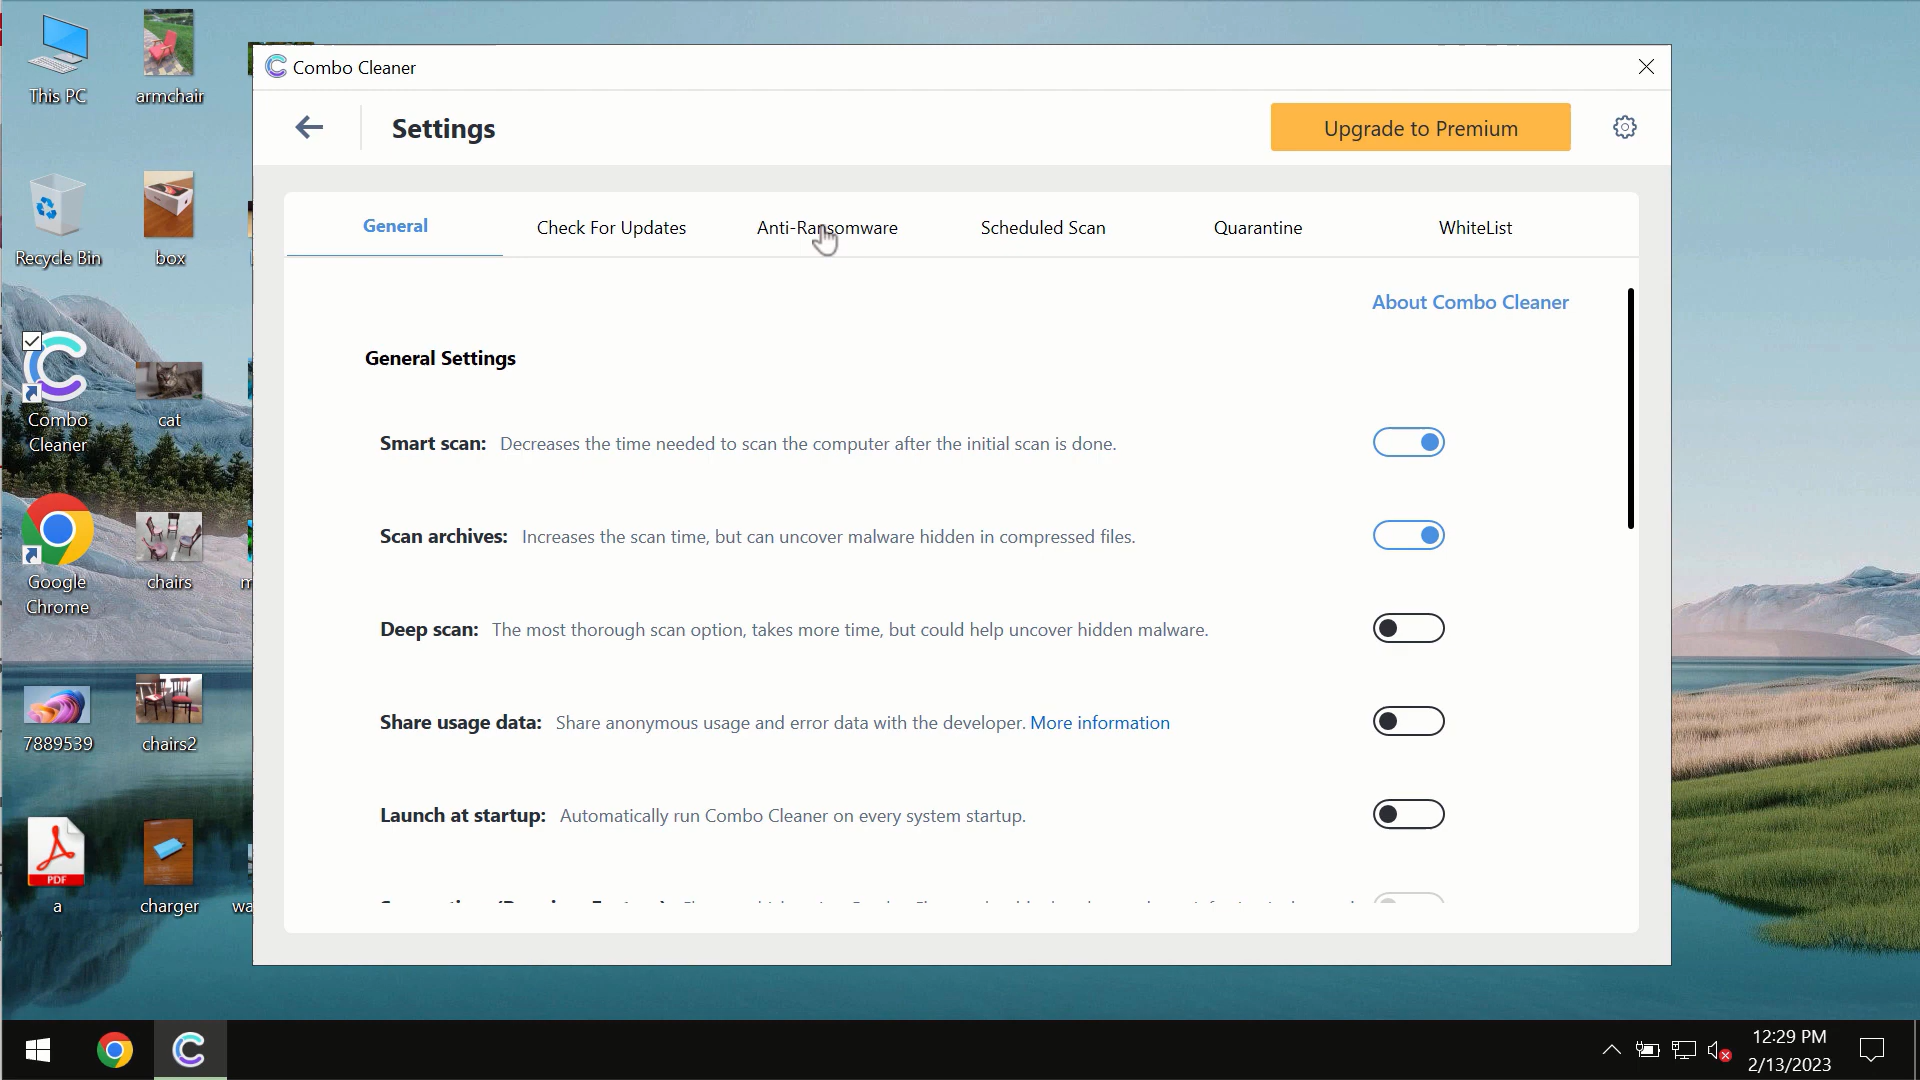 This PC
armchair
Recycle Bin
box
Combo
Cleaner
cat
Google
Chrome
chairs
7889539
chairs2
PDF
a
charger
Combo Cleaner
Settings
Upgrade to Premium
General
Check For Updates
Anti-Ransomware
Scheduled Scan
Quarantine
WhiteList
About Combo Cleaner
General Settings
Smart scan: Decreases the time needed to scan the computer after the initial scan is done.
Scan archives: Increases the scan time, but can uncover malware hidden in compressed files.
Deep scan: The most thorough scan option, takes more time, but could help uncover hidden malware.
Share usage data: Share anonymous usage and error data with the developer. More information
Launch at startup: Automatically run Combo Cleaner on every system startup.
12:29 PM
2/13/2023